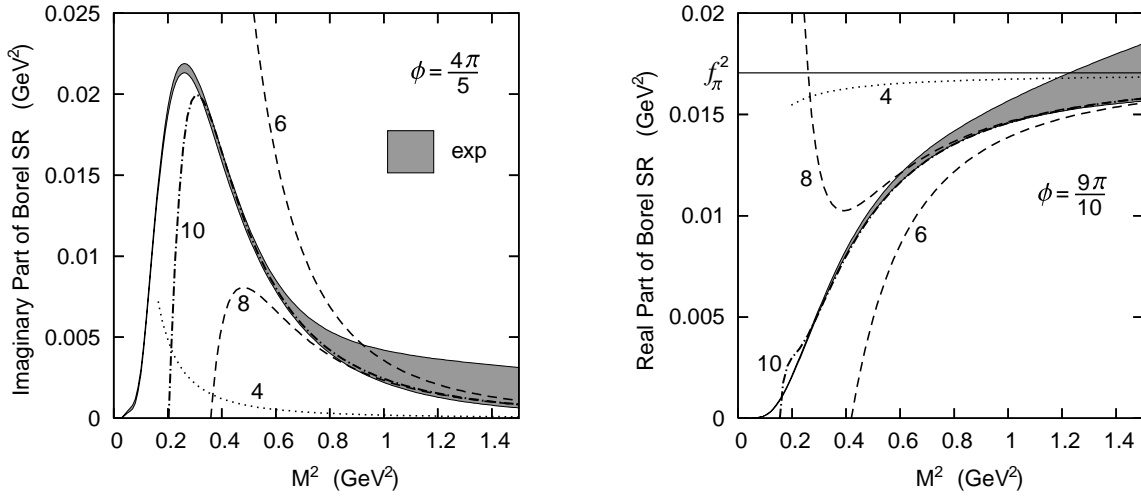 Imaginary Part of Borel SR (GeV²)
0.025
0.02
0.015
0.01
0.005
0
0 0.2 0.4 0.6 0.8 1 1.2 1.4
M² (GeV²)
ϕ = 4π/5
exp
6
10
8
4
Real Part of Borel SR (GeV²)
0.02
f_π²
0.015
0.01
0.005
0
0 0.2 0.4 0.6 0.8 1 1.2 1.4
M² (GeV²)
4
8
ϕ = 9π/10
6
10